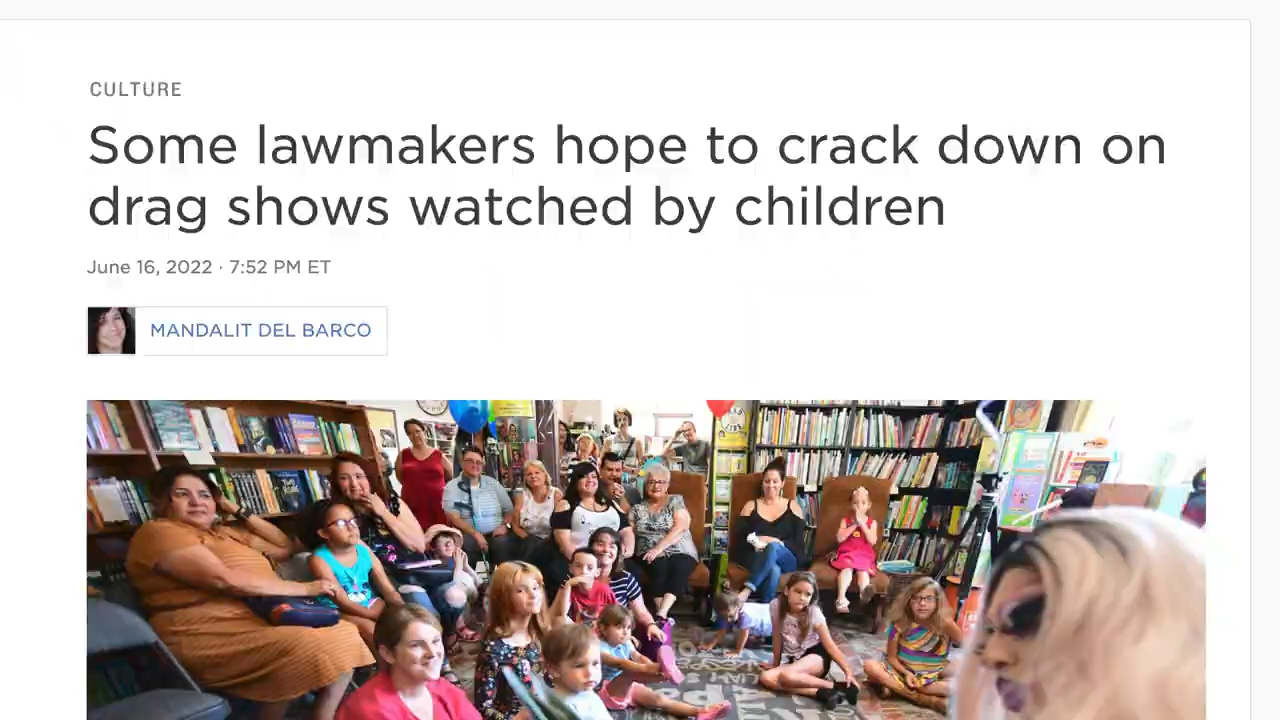 CULTURE
Some lawmakers hope to crack down on
drag shows watched by children
June 16, 2022 · 7:52 PM ET
MANDALIT DEL BARCO